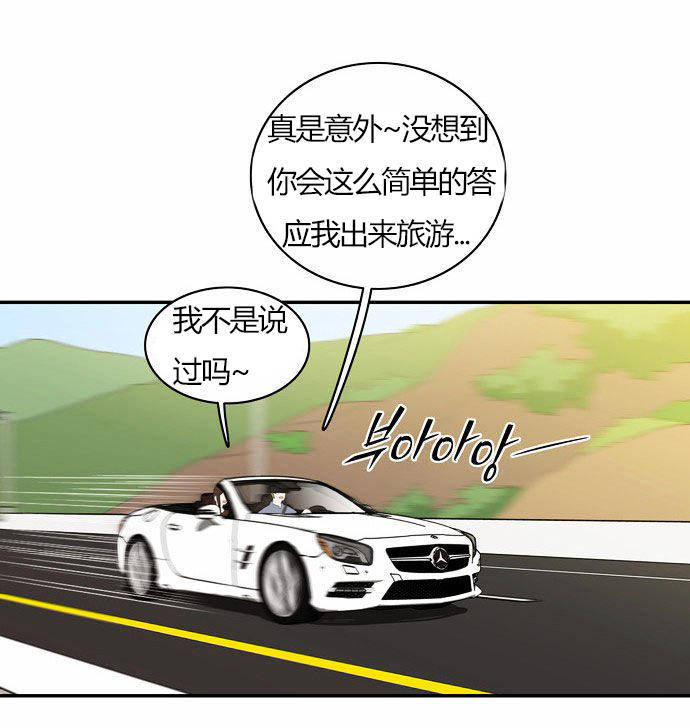 真是意外~没想到
你会这么简单的答
应我出来旅游...
我不是说
过吗~
부아아앙